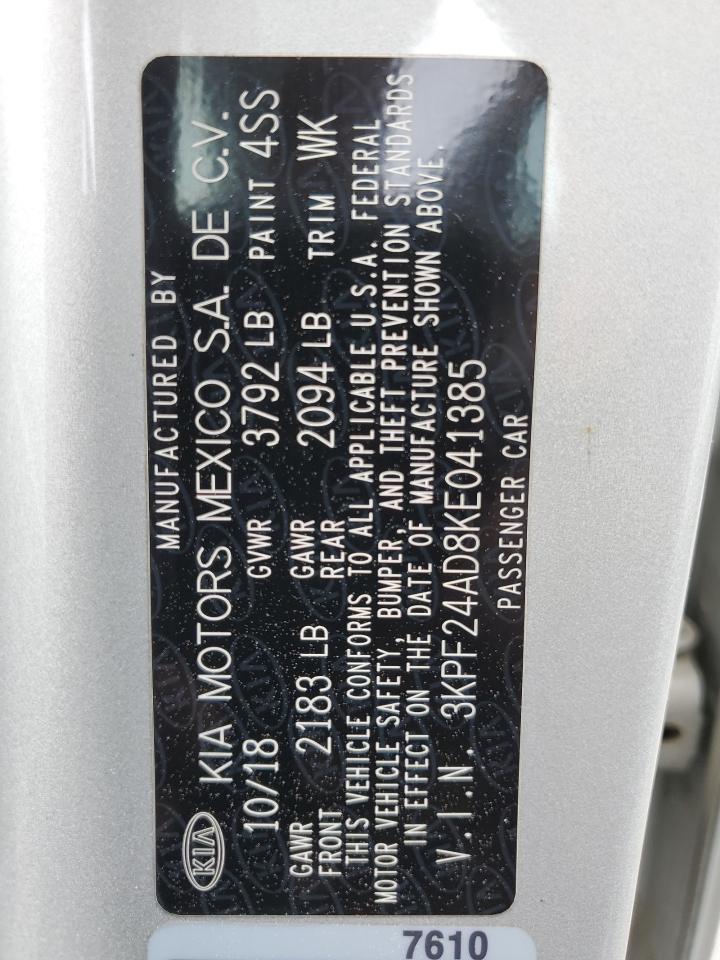 MANUFACTURED BY
KIA KIA MOTORS MEXICO S.A. DE C.V.
10/18 GVWR 3792 LB PAINT 4SS
GAWR FRONT 2183 LB GAWR REAR 2094 LB TRIM WK
THIS VEHICLE CONFORMS TO ALL APPLICABLE U.S.A. FEDERAL
MOTOR VEHICLE SAFETY, BUMPER, AND THEFT PREVENTION STANDARDS
IN EFFECT ON THE DATE OF MANUFACTURE SHOWN ABOVE.
V.I.N. 3KPF24AD8KE041385
PASSENGER CAR
7610